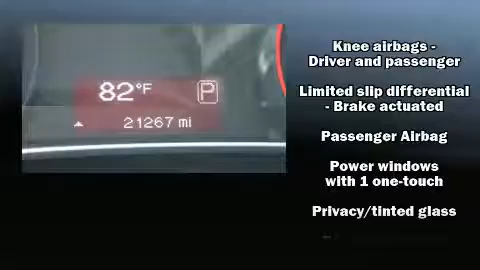 82°F P
21267 mi
Knee airbags -
Driver and passenger
Limited slip differential
- Brake actuated
Passenger Airbag
Power windows
with 1 one-touch
Privacy/tinted glass